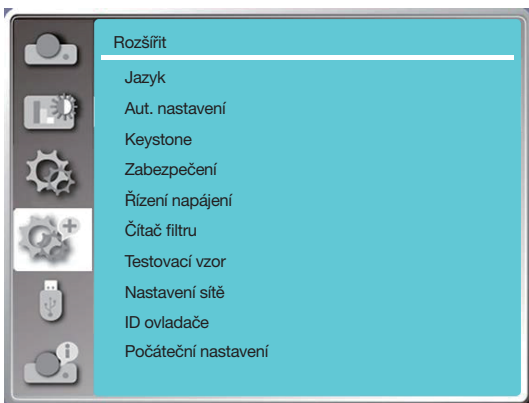 Rozšířit
Jazyk
Aut. nastavení
Keystone
Zabezpečení
Řízení napájení
Čítač filtru
Testovací vzor
Nastavení sítě
ID ovladače
Počáteční nastavení